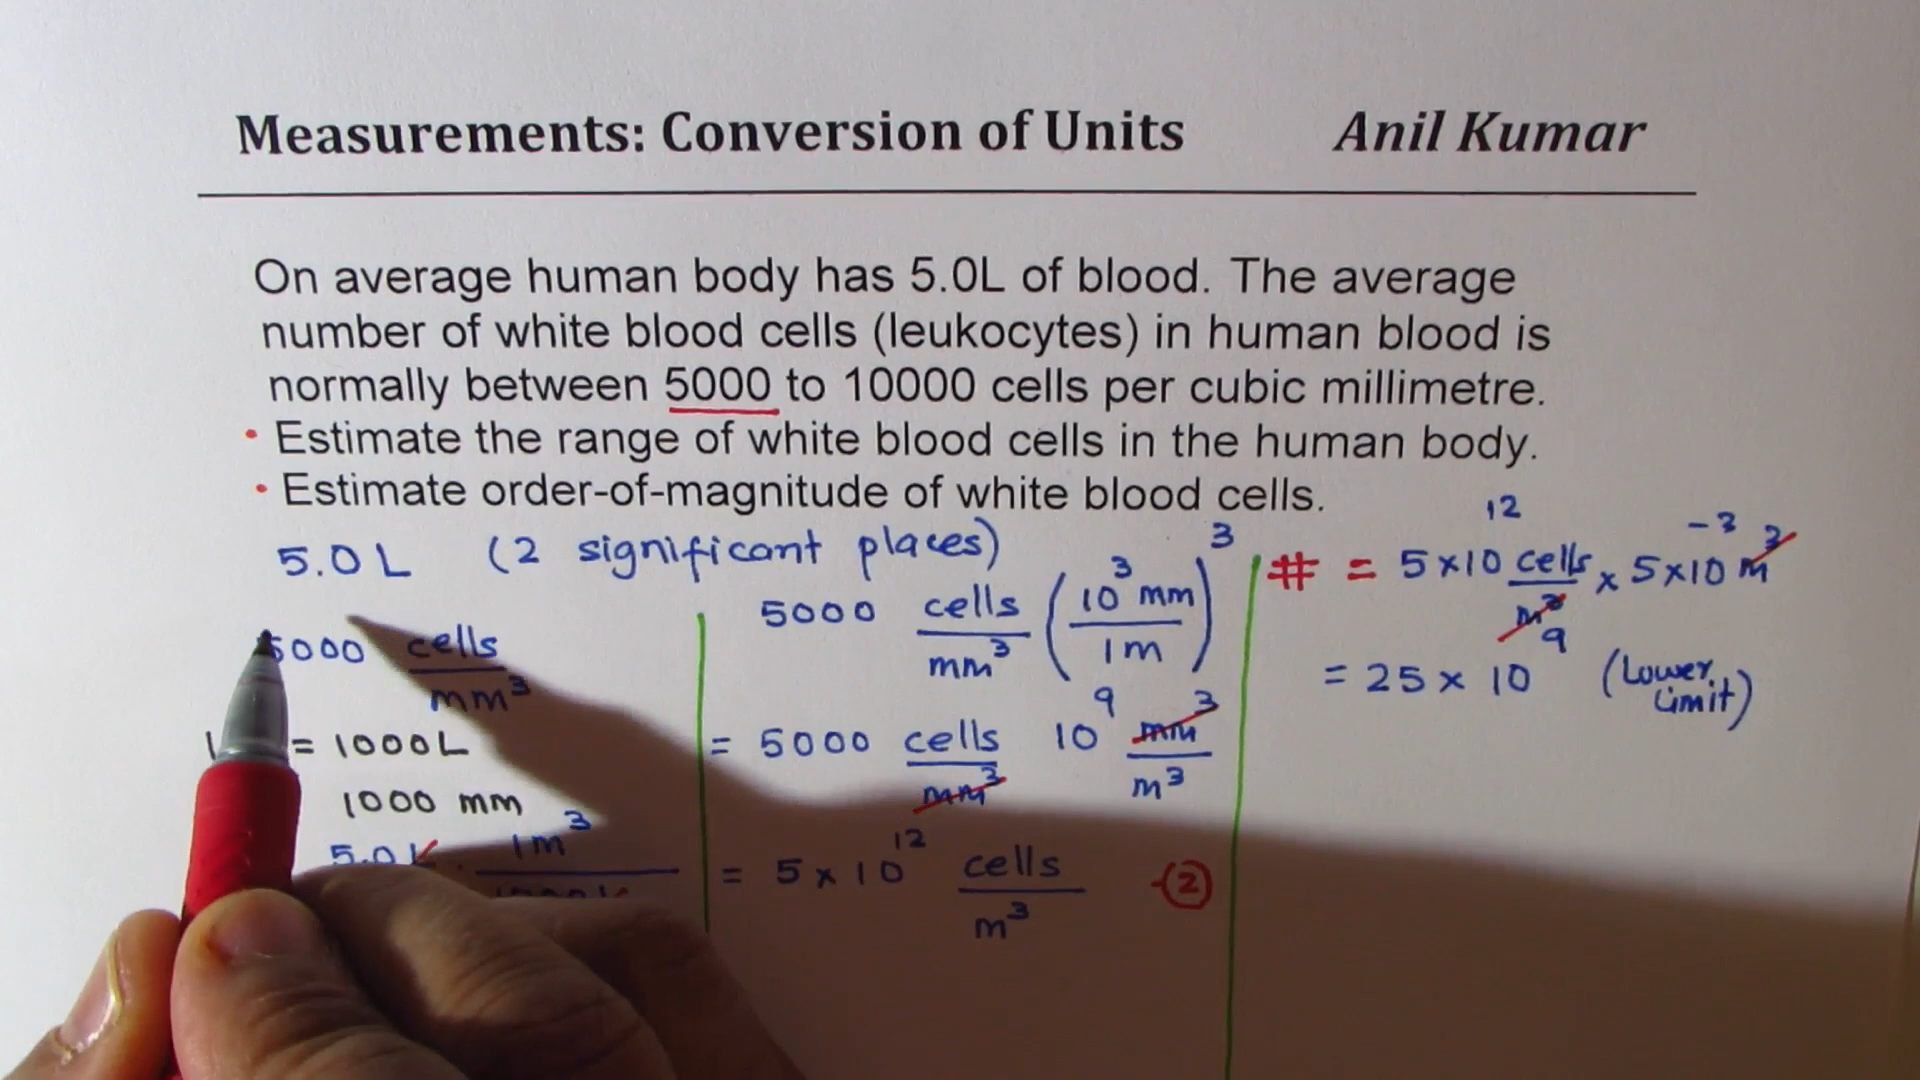 Measurements: Conversion of Units Anil Kumar
On average human body has 5.0L of blood. The average
number of white blood cells (leukocytes) in human blood is
normally between 5000 to 10000 cells per cubic millimetre.
• Estimate the range of white blood cells in the human body.
• Estimate order-of-magnitude of white blood cells.
5.0 L (2 significant places)
5000 cells/mm³
= 1000L
1000 mm
5.0 L · 1m³/1000 L
5000 cells/mm³ (10³ mm/1m)³
= 5000 cells/mm³ 10⁹ mm³/m³
= 5 × 10¹² cells/m³ -②
# = 5×10¹² cells/m³ × 5×10⁻³ m³
= 25 × 10⁹ (Lower Limit)